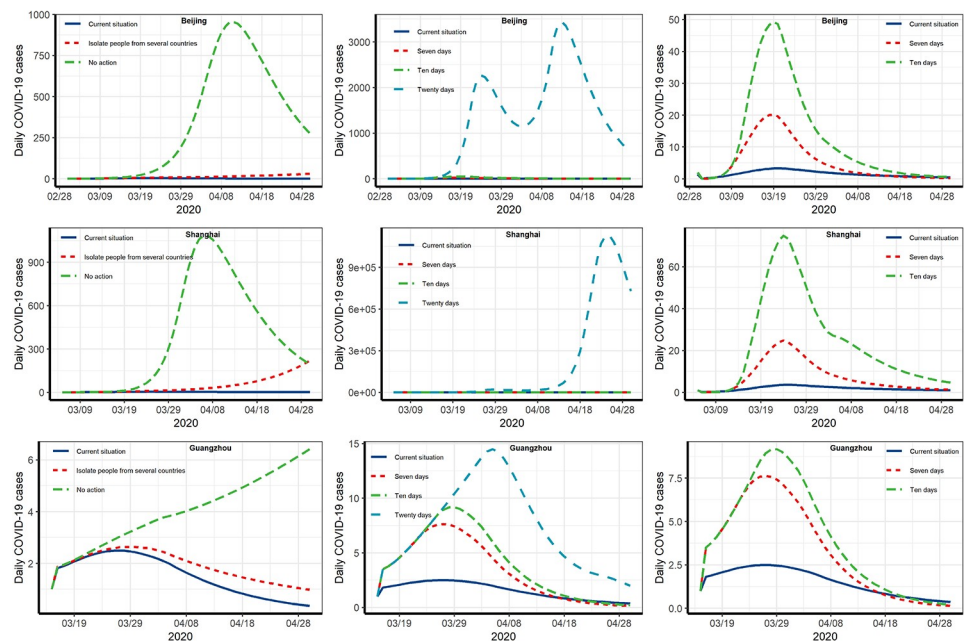 Beijing
Current situation
Isolate people from several countries
No action
Daily COVID-19 cases
1000
750
500
250
0
02/28 03/09 03/19 03/29 04/08 04/18 04/28
2020
Beijing
Current situation
Seven days
Ten days
Twenty days
Daily COVID-19 cases
3000
2000
1000
0
02/28 03/09 03/19 03/29 04/08 04/18 04/28
2020
Beijing
Current situation
Seven days
Ten days
Daily COVID-19 cases
50
40
30
20
10
0
02/28 03/09 03/19 03/29 04/08 04/18 04/28
2020
Shanghai
Current situation
Isolate people from several countries
No action
Daily COVID-19 cases
900
600
300
0
03/09 03/19 03/29 04/08 04/18 04/28
2020
Shanghai
Current situation
Seven days
Ten days
Twenty days
Daily COVID-19 cases
9e+05
6e+05
3e+05
0e+00
03/09 03/19 03/29 04/08 04/18 04/28
2020
Shanghai
Current situation
Seven days
Ten days
Daily COVID-19 cases
60
40
20
0
03/09 03/19 03/29 04/08 04/18 04/28
2020
Guangzhou
Current situation
Isolate people from several countries
No action
Daily COVID-19 cases
6
4
2
03/19 03/29 04/08 04/18 04/28
2020
Guangzhou
Current situation
Seven days
Ten days
Twenty days
Daily COVID-19 cases
15
10
5
0
03/19 03/29 04/08 04/18 04/28
2020
Guangzhou
Current situation
Seven days
Ten days
Daily COVID-19 cases
7.5
5.0
2.5
0.0
03/19 03/29 04/08 04/18 04/28
2020